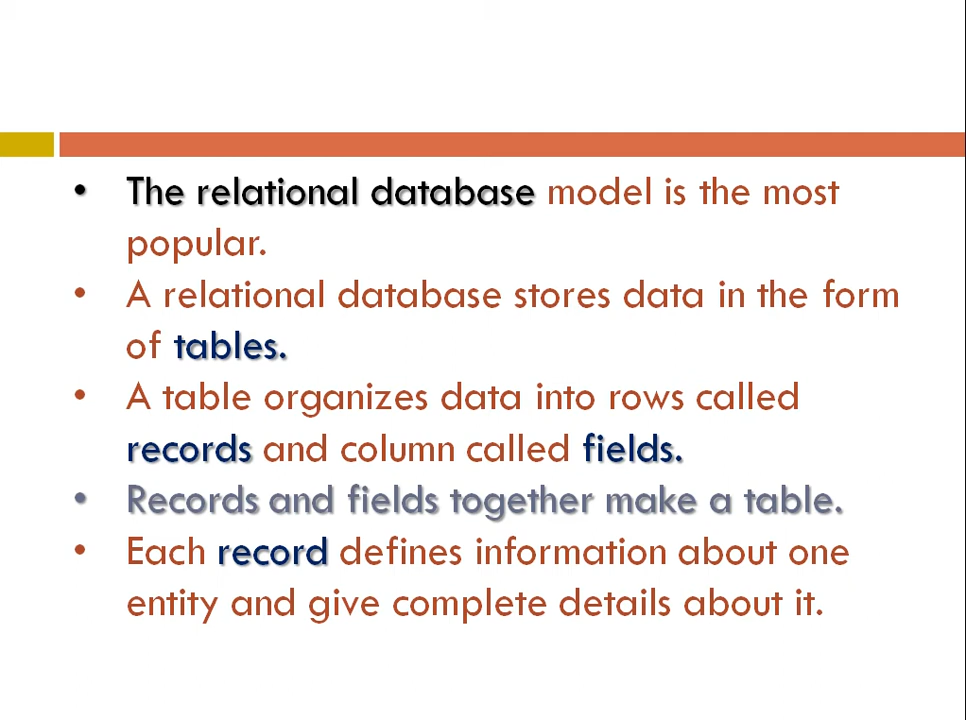 • The relational database model is the most
popular.
• A relational database stores data in the form
of tables.
• A table organizes data into rows called
records and column called fields.
• Records and fields together make a table.
• Each record defines information about one
entity and give complete details about it.